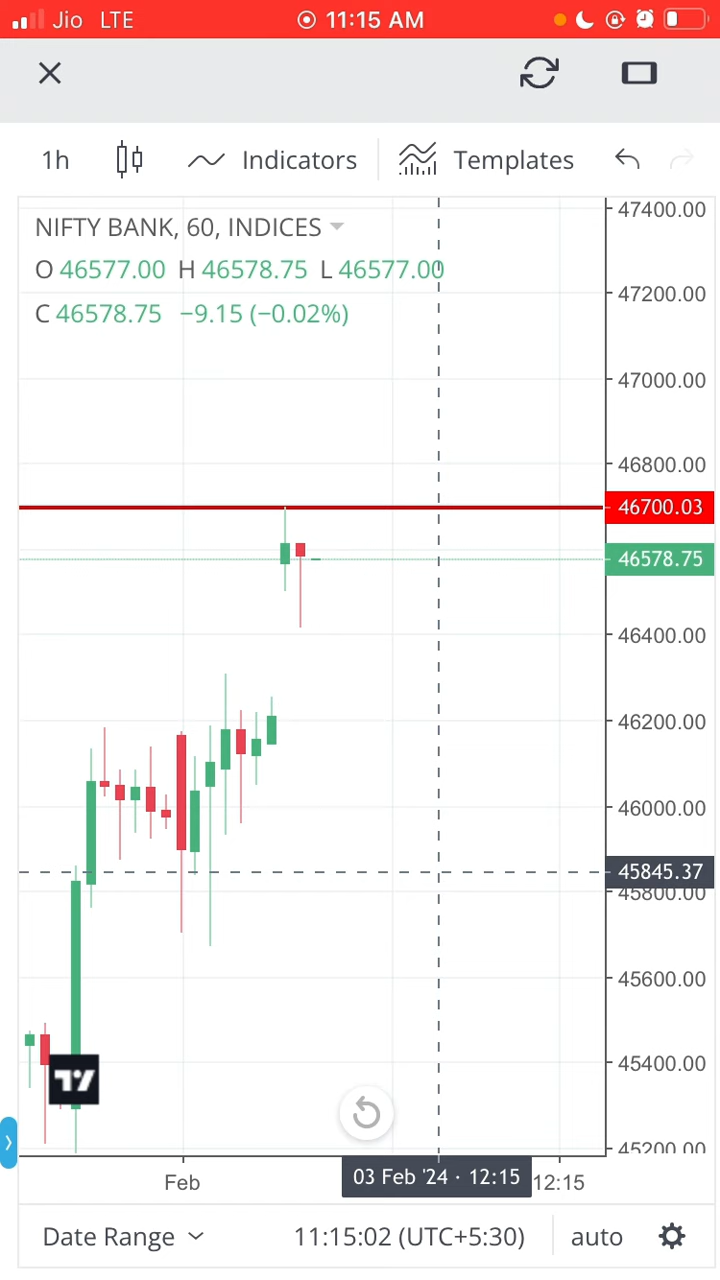 Jio LTE 11:15 AM
1h Indicators Templates
NIFTY BANK, 60, INDICES
O 46577.00 H 46578.75 L 46577.00
C 46578.75 −9.15 (−0.02%)
47400.00
47200.00
47000.00
46800.00
46700.03
46578.75
46400.00
46200.00
46000.00
45845.37
45800.00
45600.00
45400.00
45200.00
Feb 03 Feb '24 · 12:15 12:15
Date Range 11:15:02 (UTC+5:30) auto